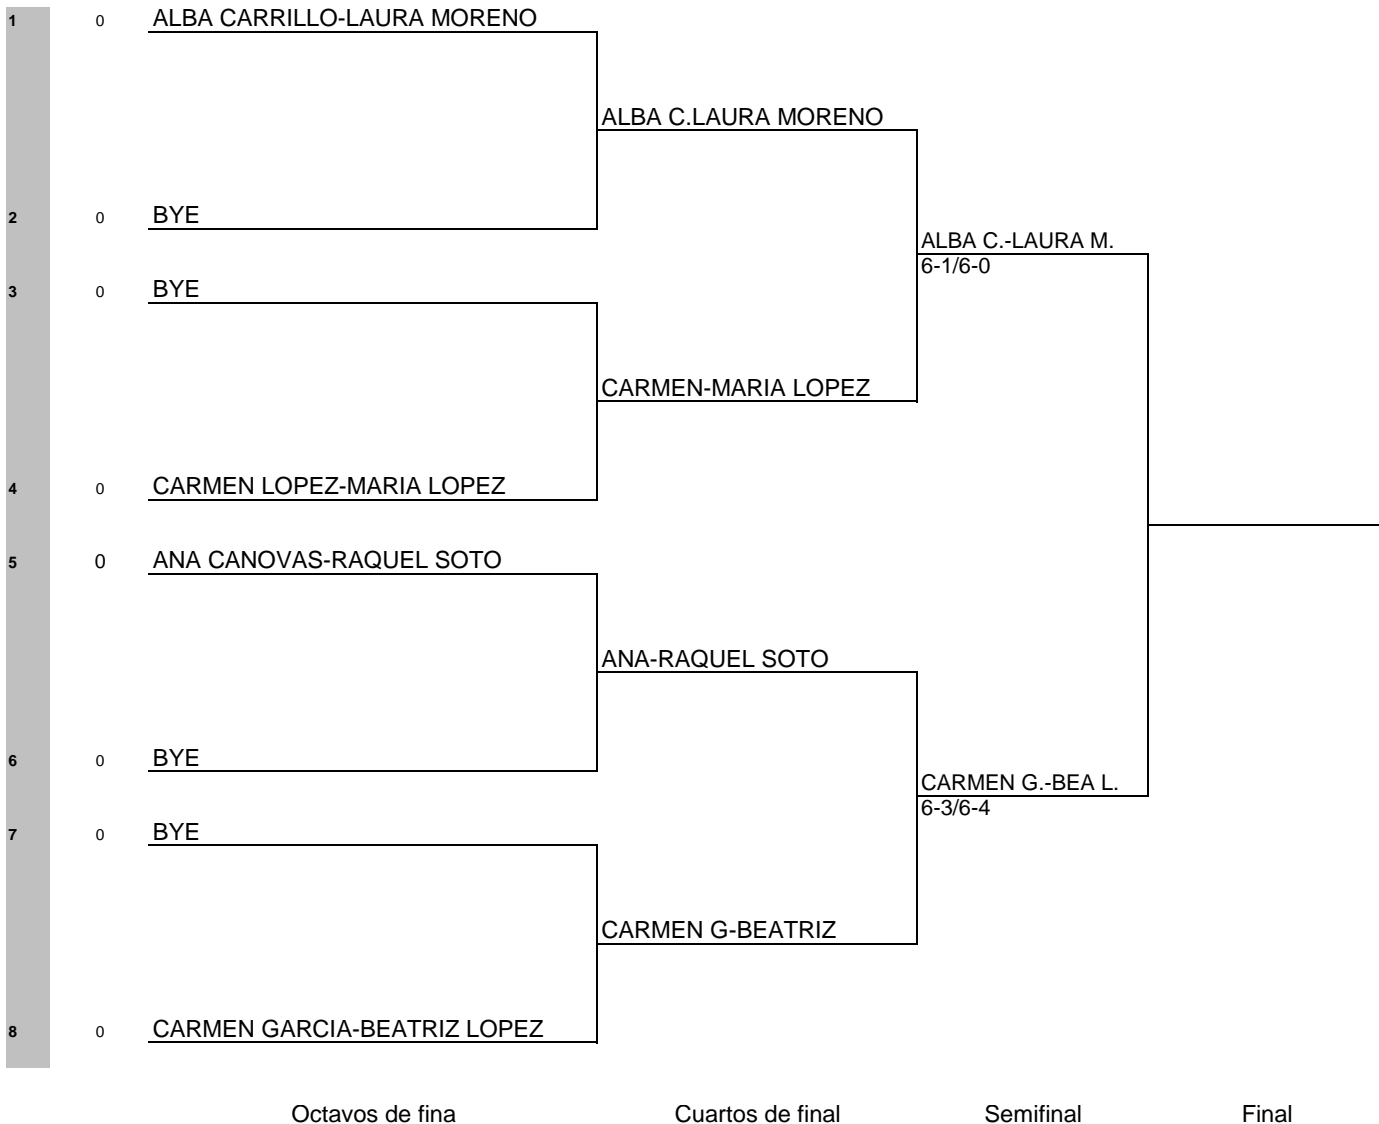 1 0 ALBA CARRILLO-LAURA MORENO
ALBA C.LAURA MORENO
2 0 BYE
ALBA C.-LAURA M.
6-1/6-0
3 0 BYE
CARMEN-MARIA LOPEZ
4 0 CARMEN LOPEZ-MARIA LOPEZ
5 0 ANA CANOVAS-RAQUEL SOTO
ANA-RAQUEL SOTO
6 0 BYE
CARMEN G.-BEA L.
6-3/6-4
7 0 BYE
CARMEN G-BEATRIZ
8 0 CARMEN GARCIA-BEATRIZ LOPEZ
Octavos de fina Cuartos de final Semifinal Final